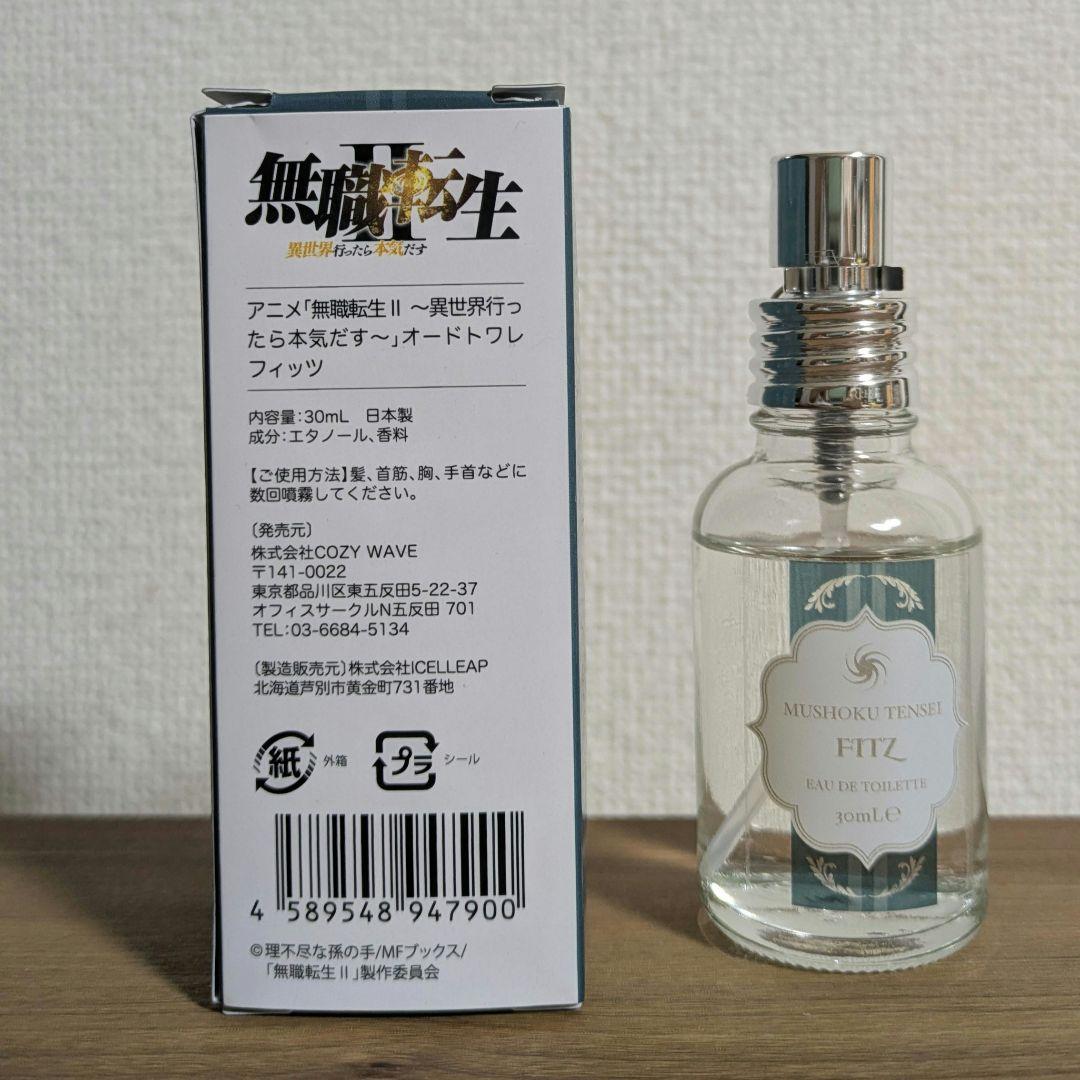 無職転生
II
異世界行ったら本気だす
アニメ「無職転生Ⅱ ～異世界行っ
たら本気だす～」オードトワレ
フィッツ
内容量：30mL 日本製
成分：エタノール、香料
【ご使用方法】髪、首筋、胸、手首などに
数回噴霧してください。
〔発売元〕
株式会社COZY WAVE
〒141-0022
東京都品川区東五反田5-22-37
オフィスサークルN五反田 701
TEL：03-6684-5134
〔製造販売元〕株式会社ICELLEAP
北海道芦別市黄金町731番地
紙 外箱
プラ シール
4 589548 947900
©理不尽な孫の手/MFブックス/
「無職転生Ⅱ」製作委員会
MUSHOKU TENSEI
FITZ
EAU DE TOILETTE
30mL℮